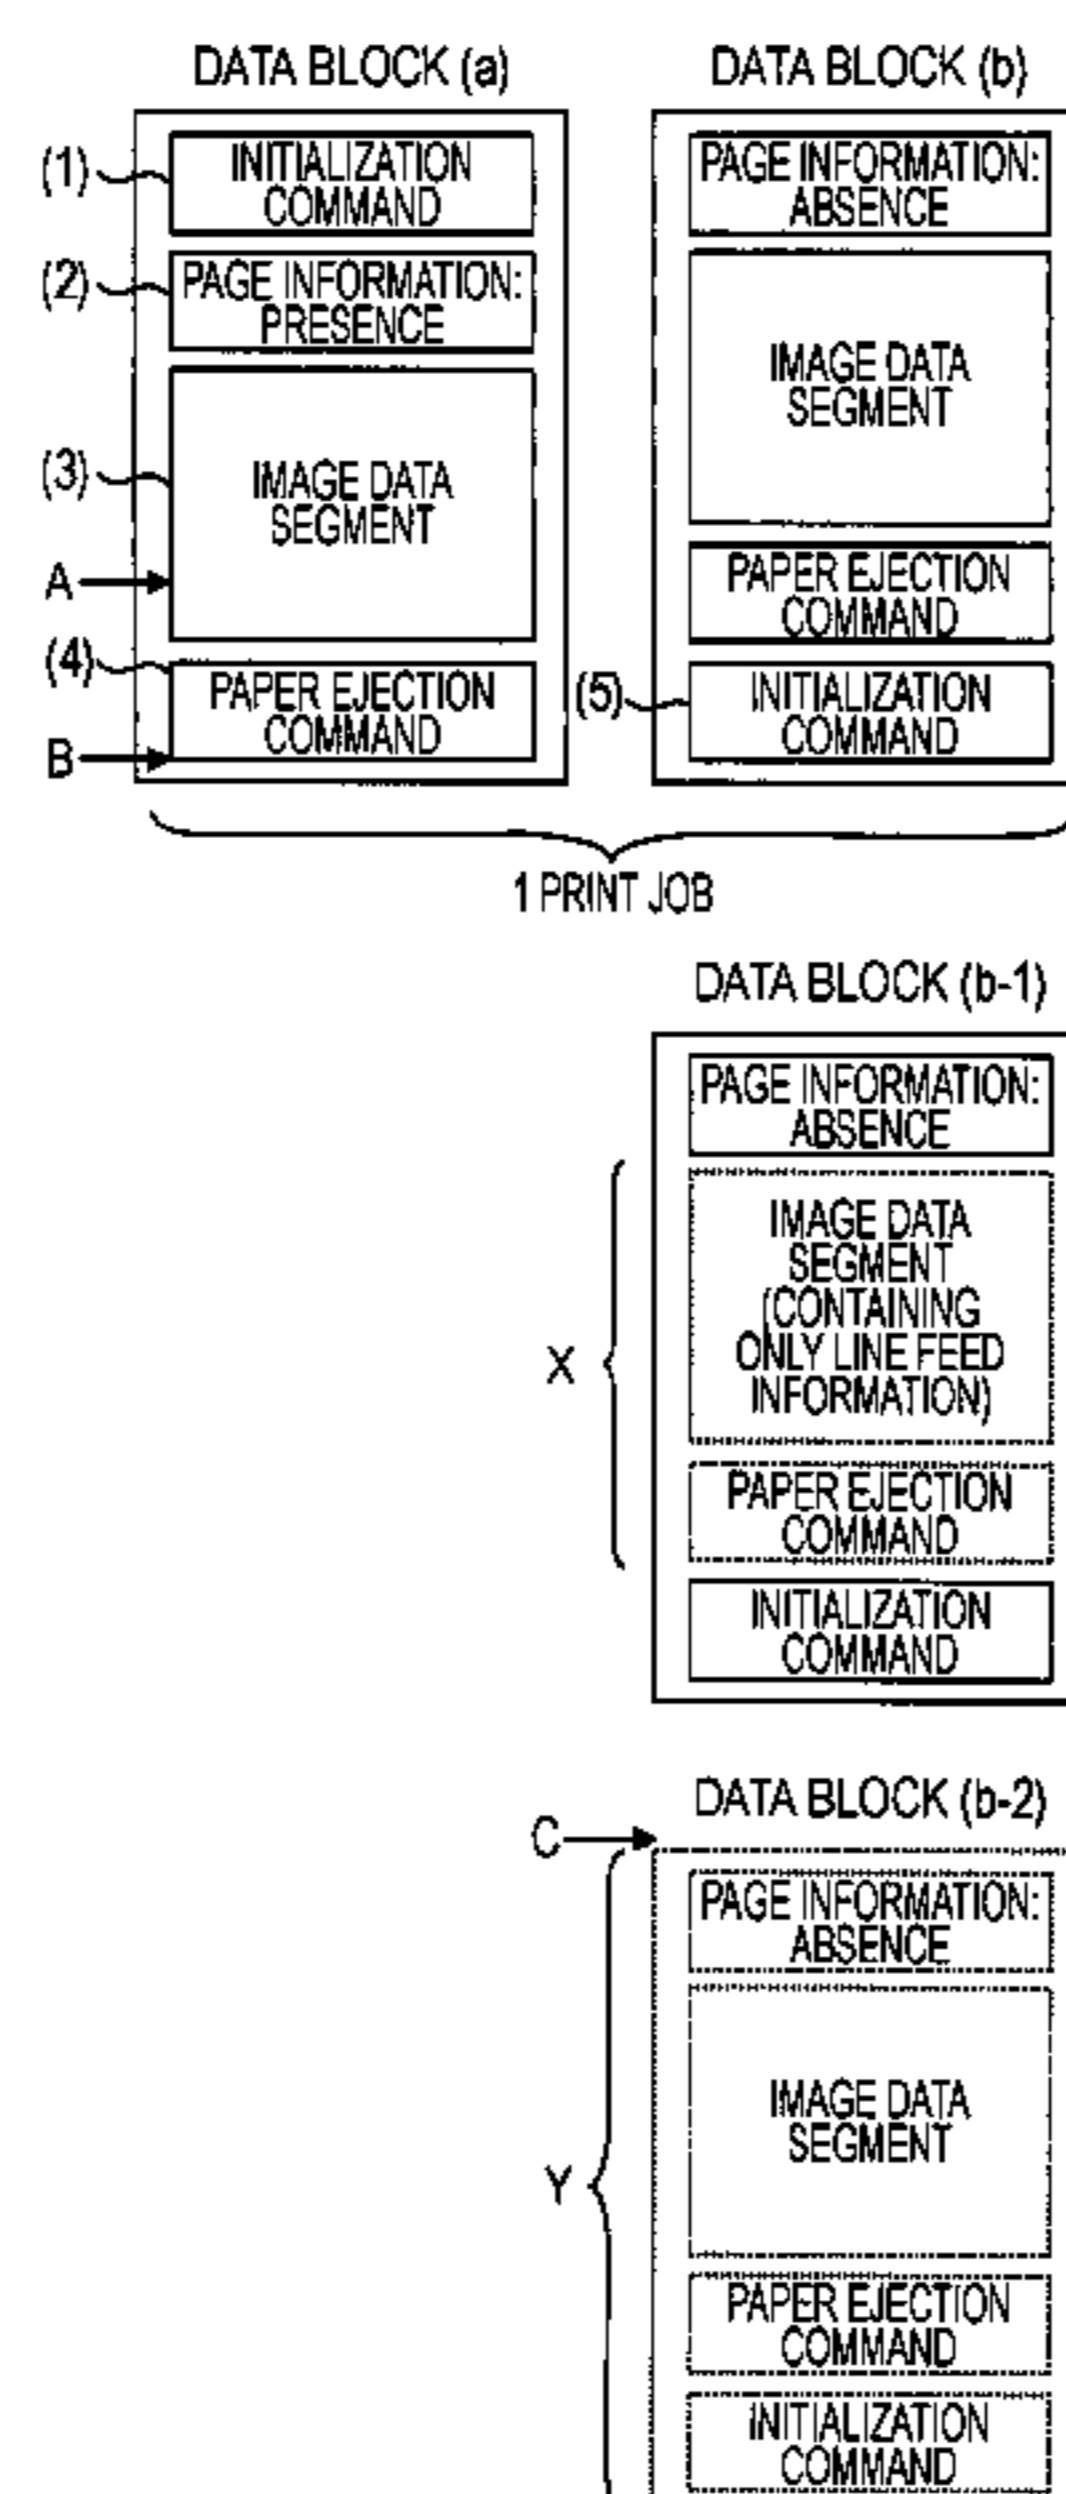 DATA BLOCK (a)
(1)
INITIALIZATION
COMMAND
(2)
PAGE INFORMATION:
PRESENCE
(3)
IMAGE DATA
SEGMENT
A
(4)
PAPER EJECTION
COMMAND
B
DATA BLOCK (b)
PAGE INFORMATION:
ABSENCE
IMAGE DATA
SEGMENT
PAPER EJECTION
COMMAND
(5)
INITIALIZATION
COMMAND
1 PRINT JOB
DATA BLOCK (b-1)
PAGE INFORMATION:
ABSENCE
X
IMAGE DATA
SEGMENT
(CONTAINING
ONLY LINE FEED
INFORMATION)
PAPER EJECTION
COMMAND
INITIALIZATION
COMMAND
DATA BLOCK (b-2)
C
PAGE INFORMATION:
ABSENCE
Y
IMAGE DATA
SEGMENT
PAPER EJECTION
COMMAND
INITIALIZATION
COMMAND